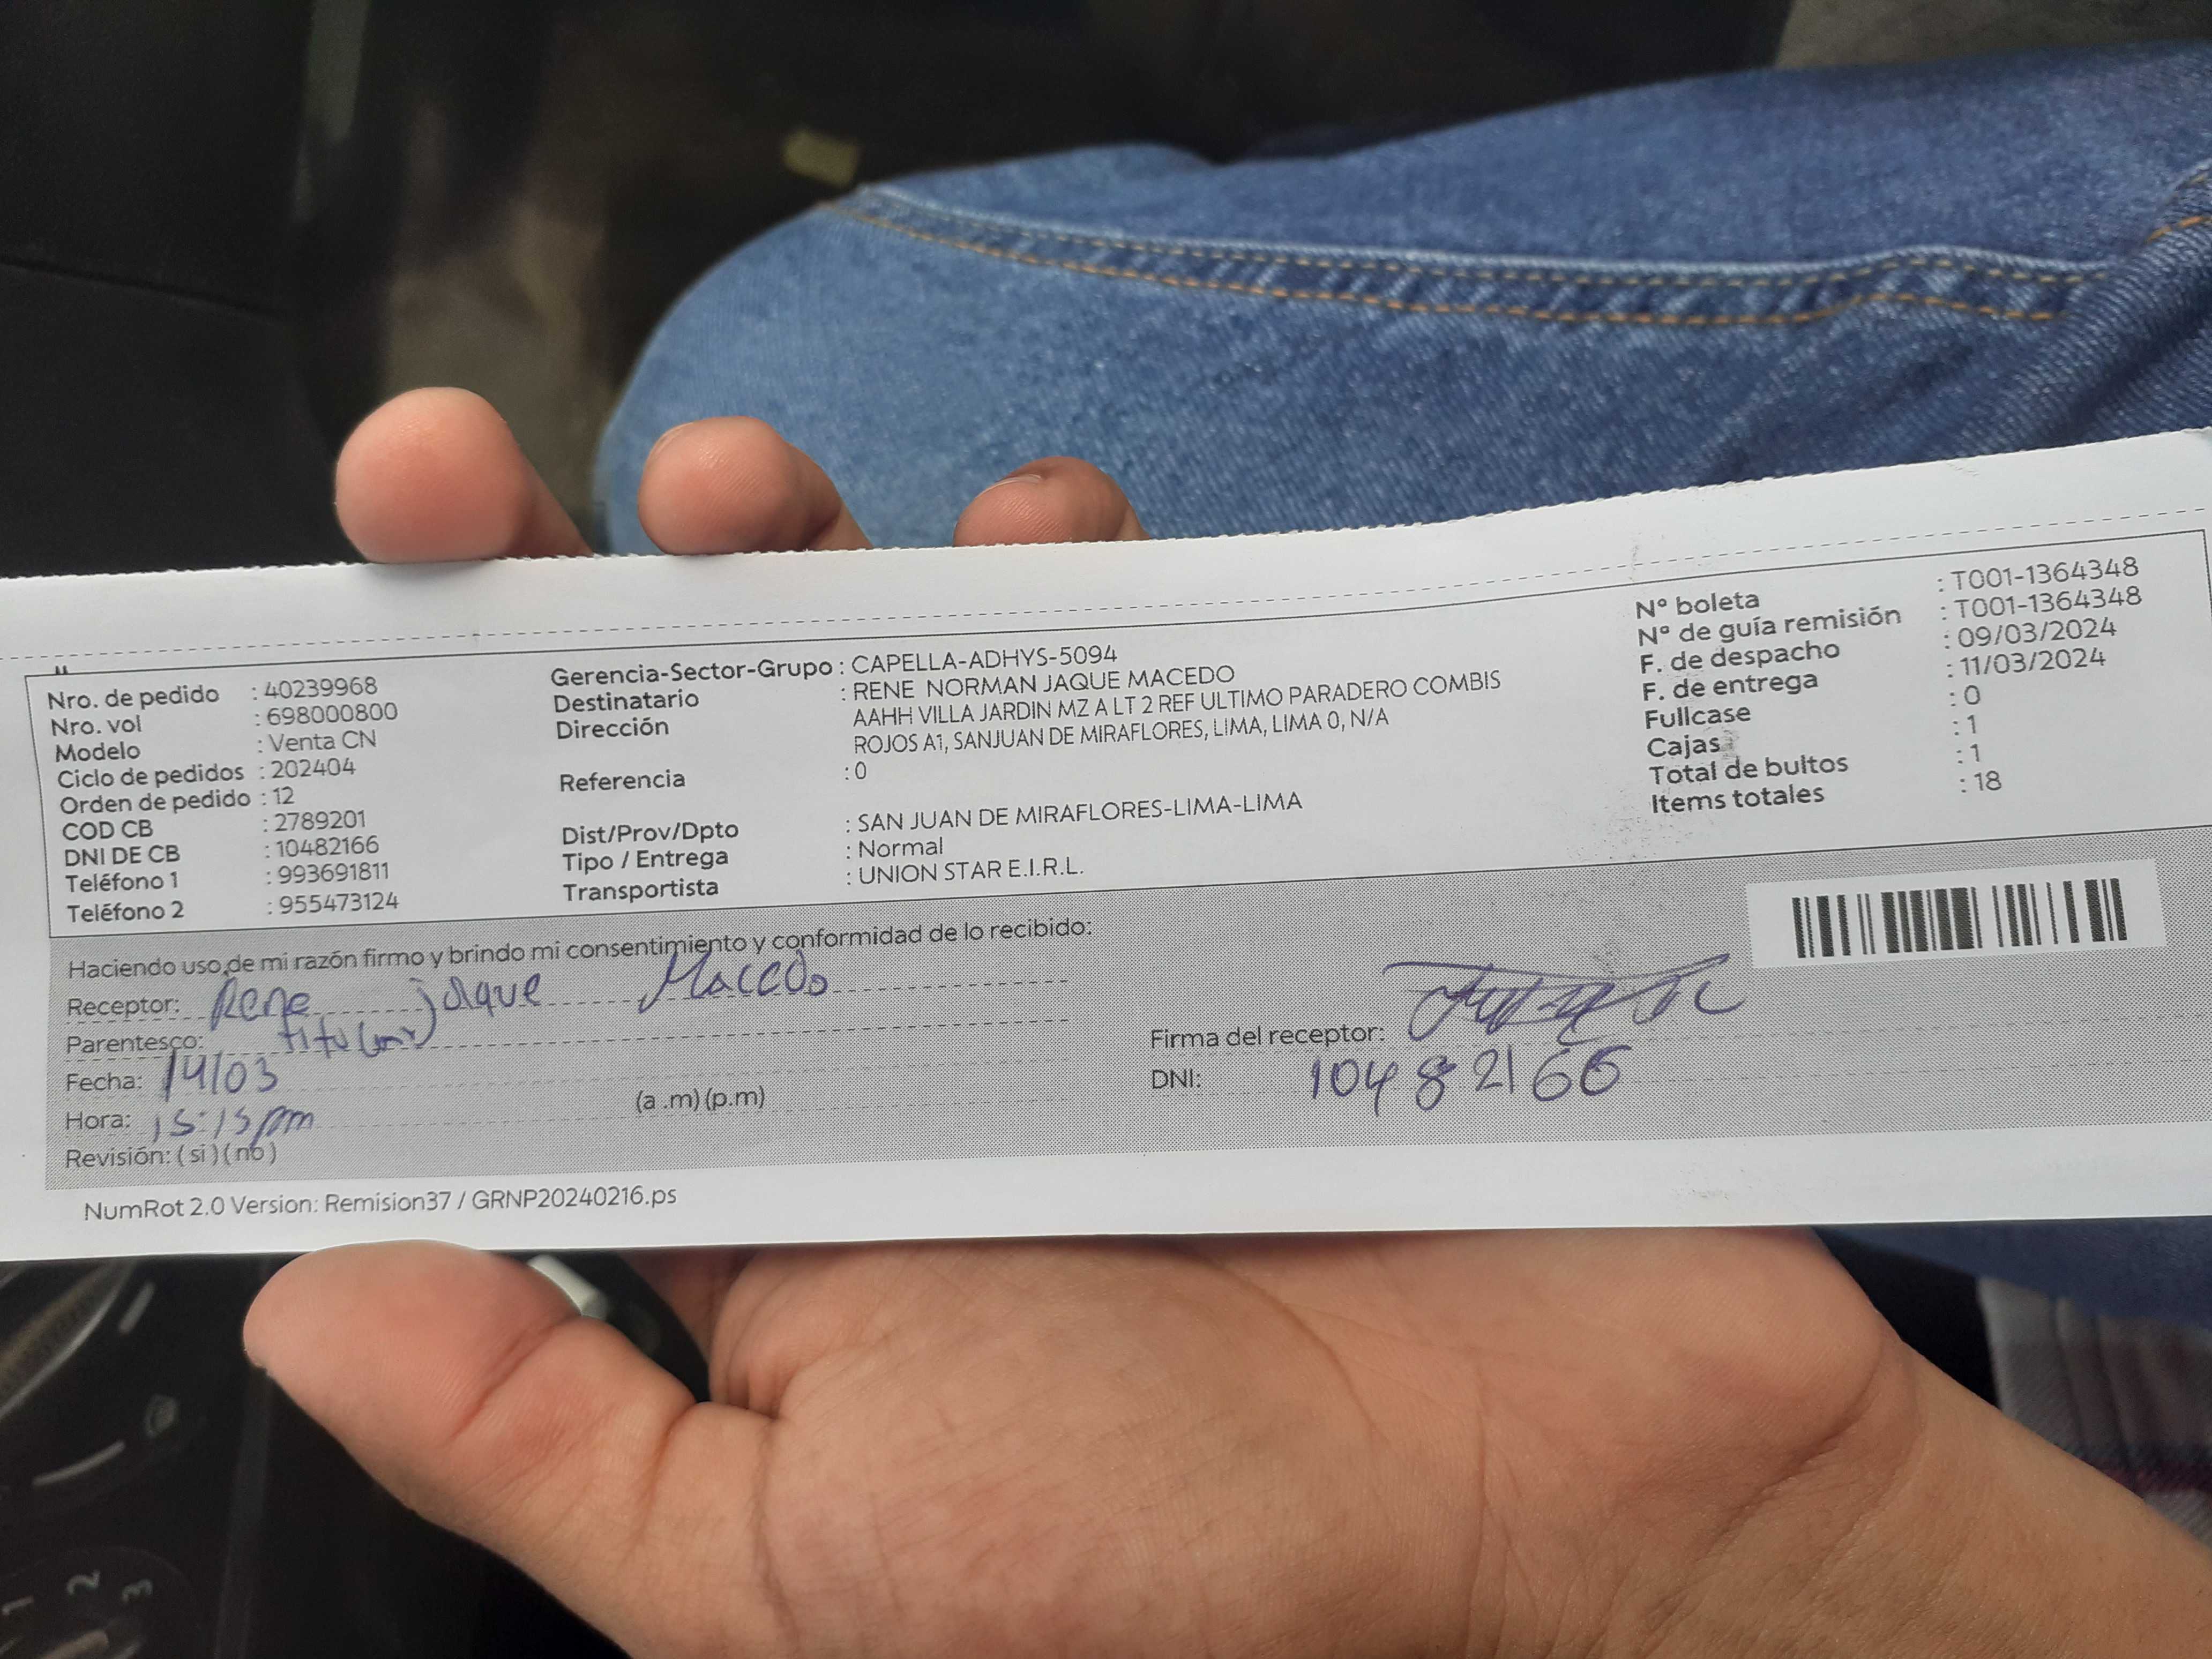 Nro. de pedido : 40239968
Nro. vol : 698000800
Modelo : Venta CN
Ciclo de pedidos : 202404
Orden de pedido : 12
COD CB : 2789201
DNI DE CB : 10482166
Teléfono 1 : 993691811
Teléfono 2 : 955473124
Gerencia-Sector-Grupo : CAPELLA-ADHYS-5094
Destinatario : RENE NORMAN JAQUE MACEDO
Dirección AAHH VILLA JARDIN MZ A LT 2 REF ULTIMO PARADERO COMBIS
ROJOS A1, SANJUAN DE MIRAFLORES, LIMA, LIMA 0, N/A
Referencia : 0
Dist/Prov/Dpto : SAN JUAN DE MIRAFLORES-LIMA-LIMA
Tipo / Entrega : Normal
Transportista : UNION STAR E.I.R.L.
Nº boleta : T001-1364348
Nº de guía remisión : T001-1364348
F. de despacho : 09/03/2024
F. de entrega : 11/03/2024
Fullcase : 0
Cajas : 1
Total de bultos : 1
Items totales : 18
Haciendo uso de mi razón firmo y brindo mi consentimiento y conformidad de lo recibido:
Receptor: Rene jaque Macedo
Parentesco:
Fecha: 14/03
Hora: 15:15pm (a .m) (p.m)
Revisión: ( si ) ( no )
Firma del receptor:
DNI: 10482166
NumRot 2.0 Version: Remision37 / GRNP20240216.ps
1
2
3